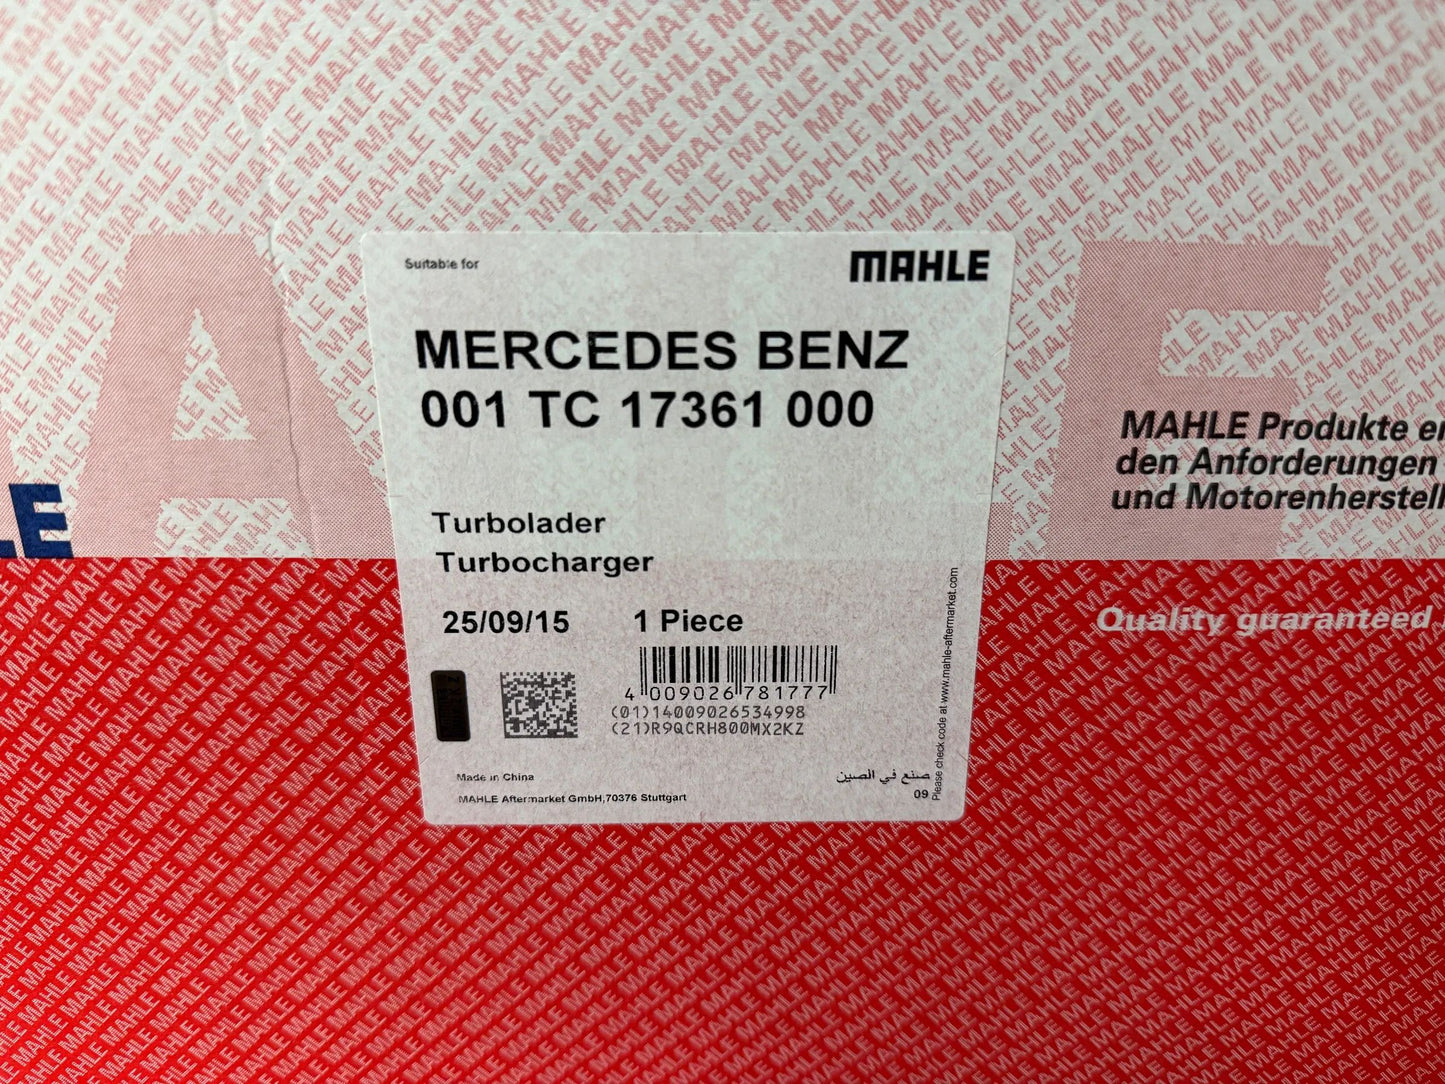 Suitable for
MAHLE
MERCEDES BENZ
001 TC 17361 000
Turbolader
Turbocharger
25/09/15 1 Piece
4 009026 781777
(01)14009026534998
(21)R9QCRH800MX2KZ
Made in China
صنع في الصين
MAHLE Aftermarket GmbH,70376 Stuttgart
09
Please check code at www.mahle-aftermarket.com
MAHLE Produkte
den Anforderungen
und
Quality guaranteed